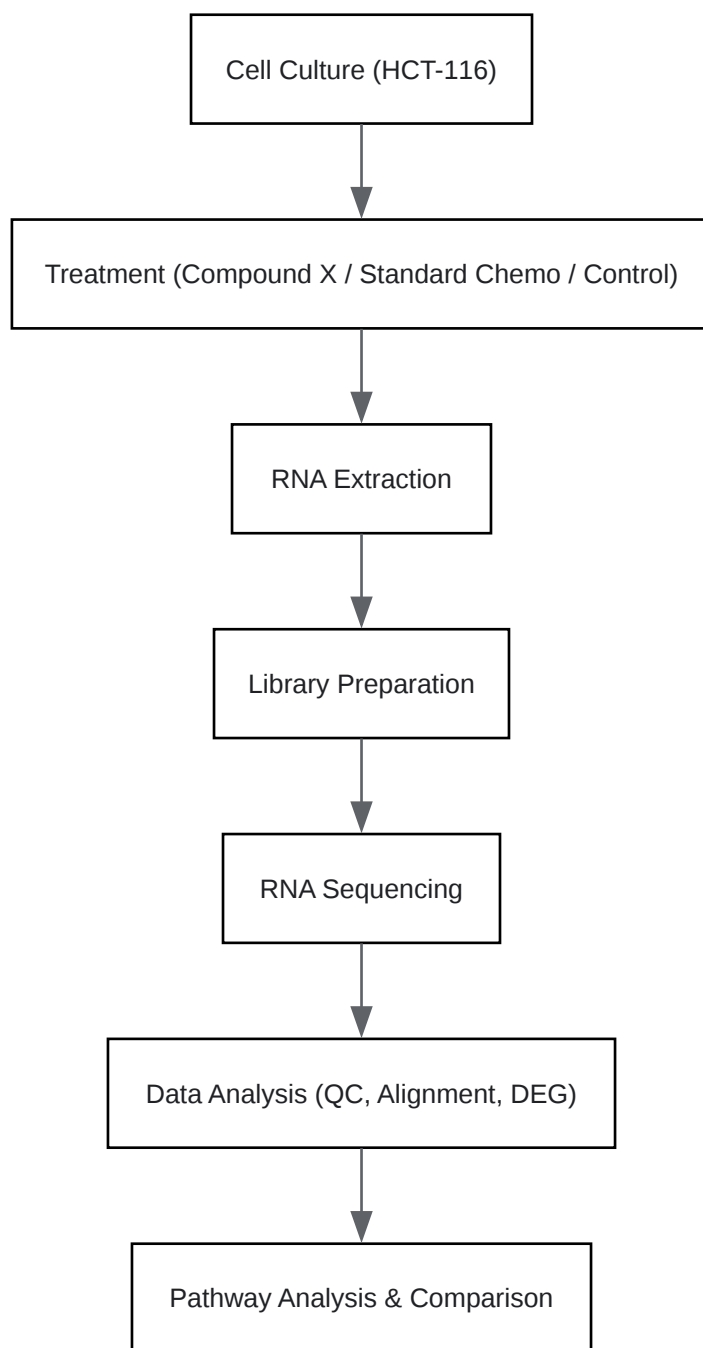 Cell Culture (HCT-116)
Treatment (Compound X / Standard Chemo / Control)
RNA Extraction
Library Preparation
RNA Sequencing
Data Analysis (QC, Alignment, DEG)
Pathway Analysis & Comparison